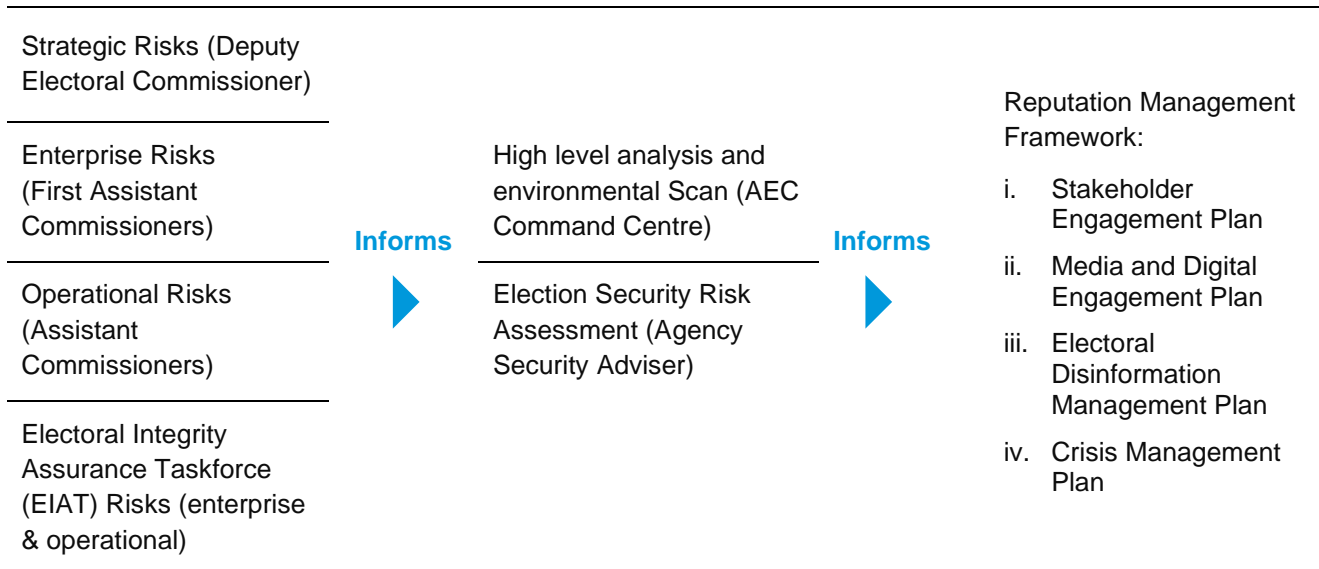 Strategic Risks (Deputy
Electoral Commissioner)
Enterprise Risks
(First Assistant
Commissioners)
Operational Risks
(Assistant
Commissioners)
Electoral Integrity
Assurance Taskforce
(EIAT) Risks (enterprise
& operational)
Informs
High level analysis and
environmental Scan (AEC
Command Centre)
Election Security Risk
Assessment (Agency
Security Adviser)
Informs
Reputation Management
Framework:
i. Stakeholder
Engagement Plan
ii. Media and Digital
Engagement Plan
iii. Electoral
Disinformation
Management Plan
iv. Crisis Management
Plan